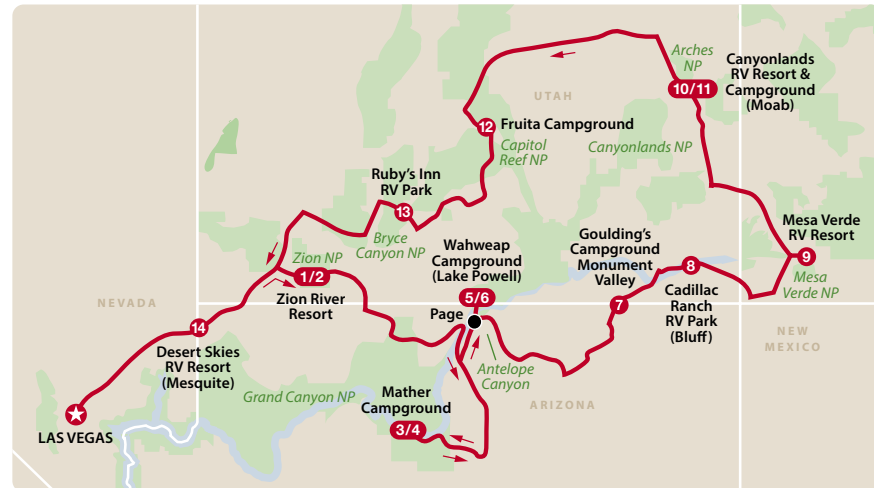 Arches
NP
10/11
Canyonlands
RV Resort &
Campground
(Moab)
UTAH
12
Fruita Campground
Capitol
Reef NP
Canyonlands NP
Ruby's Inn
RV Park
13
Bryce
Canyon NP
Wahweap
Campground
(Lake Powell)
5/6
Page
Goulding's
Campground
Monument
Valley
7
8
Cadillac
Ranch
RV Park
(Bluff)
Mesa Verde
RV Resort
9
Mesa
Verde NP
Zion NP
1/2
Zion River
Resort
NEVADA
14
Desert Skies
RV Resort
(Mesquite)
NEW
MEXICO
Antelope
Canyon
Grand Canyon NP
Mather
Campground
3/4
ARIZONA
LAS VEGAS